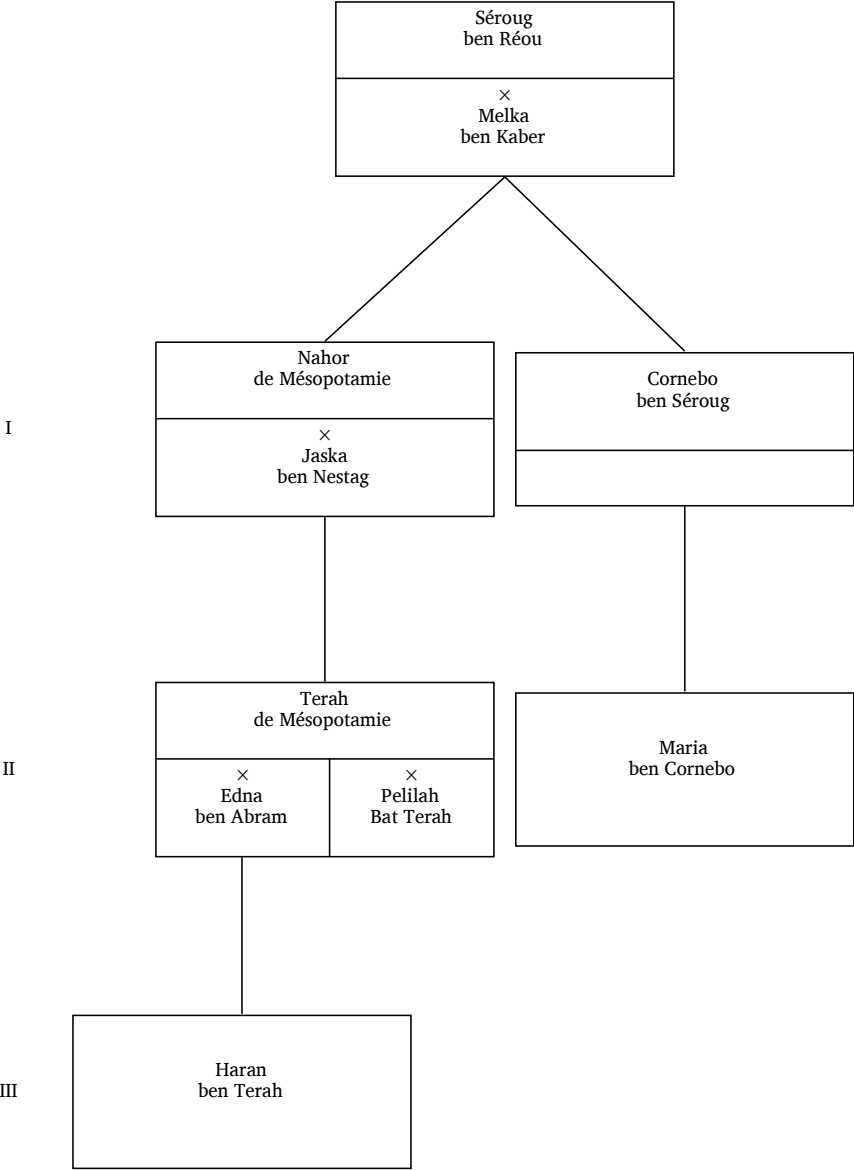 Séroug
ben Réou
×
Melka
ben Kaber
I
Nahor
de Mésopotamie
×
Jaska
ben Nestag
Cornebo
ben Séroug
II
Terah
de Mésopotamie
×
Edna
ben Abram
×
Pelilah
Bat Terah
Maria
ben Cornebo
III
Haran
ben Terah